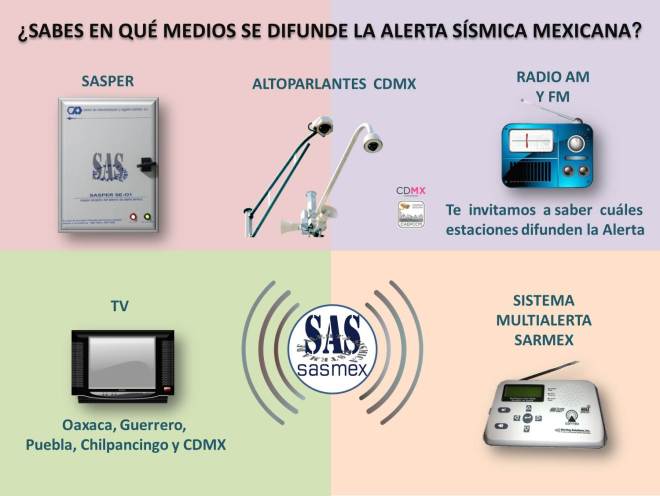 ¿SABES EN QUÉ MEDIOS SE DIFUNDE LA ALERTA SÍSMICA MEXICANA?
SASPER
ALTOPARLANTES CDMX
RADIO AM
Y FM
SAS
SASPER SE-01
CDMX
Te invitamos a saber cuáles
estaciones difunden la Alerta
TV
Oaxaca, Guerrero,
Puebla, Chilpancingo y CDMX
SAS
sasmex
SISTEMA
MULTIALERTA
SARMEX